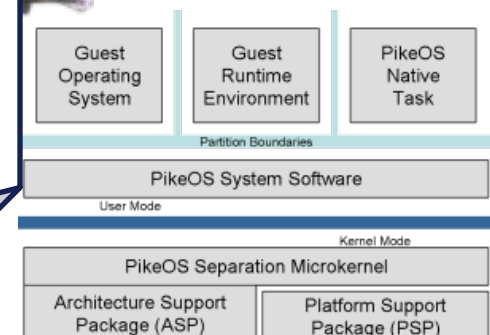 Guest
Operating
System
Guest
Runtime
Environment
PikeOS
Native
Task
Partition Boundaries
PikeOS System Software
User Mode
Kernel Mode
PikeOS Separation Microkernel
Architecture Support
Package (ASP)
Platform Support
Package (PSP)